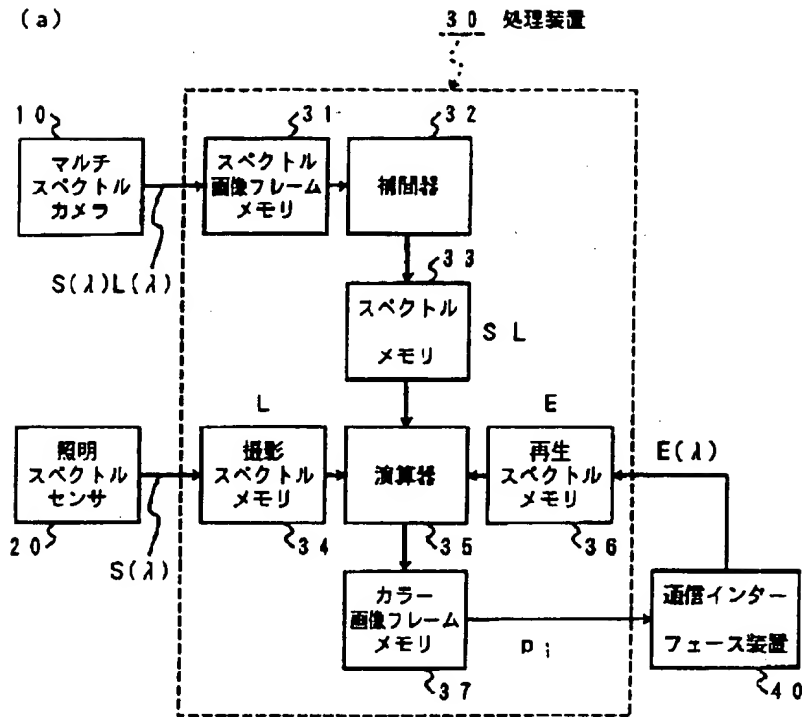 (a)
30 処理装置
10
31
32
マルチ
スペクトル
カメラ
スペクトル
画像フレーム
メモリ
補間器
S(λ)L(λ)
33
スペクトル
メモリ
SL
L
E
照明
スペクトル
センサ
撮影
スペクトル
メモリ
演算器
再生
スペクトル
メモリ
E(λ)
20
S(λ)
34
35
36
カラー
画像フレーム
メモリ
Pi
通信インター
フェース装置
37
40